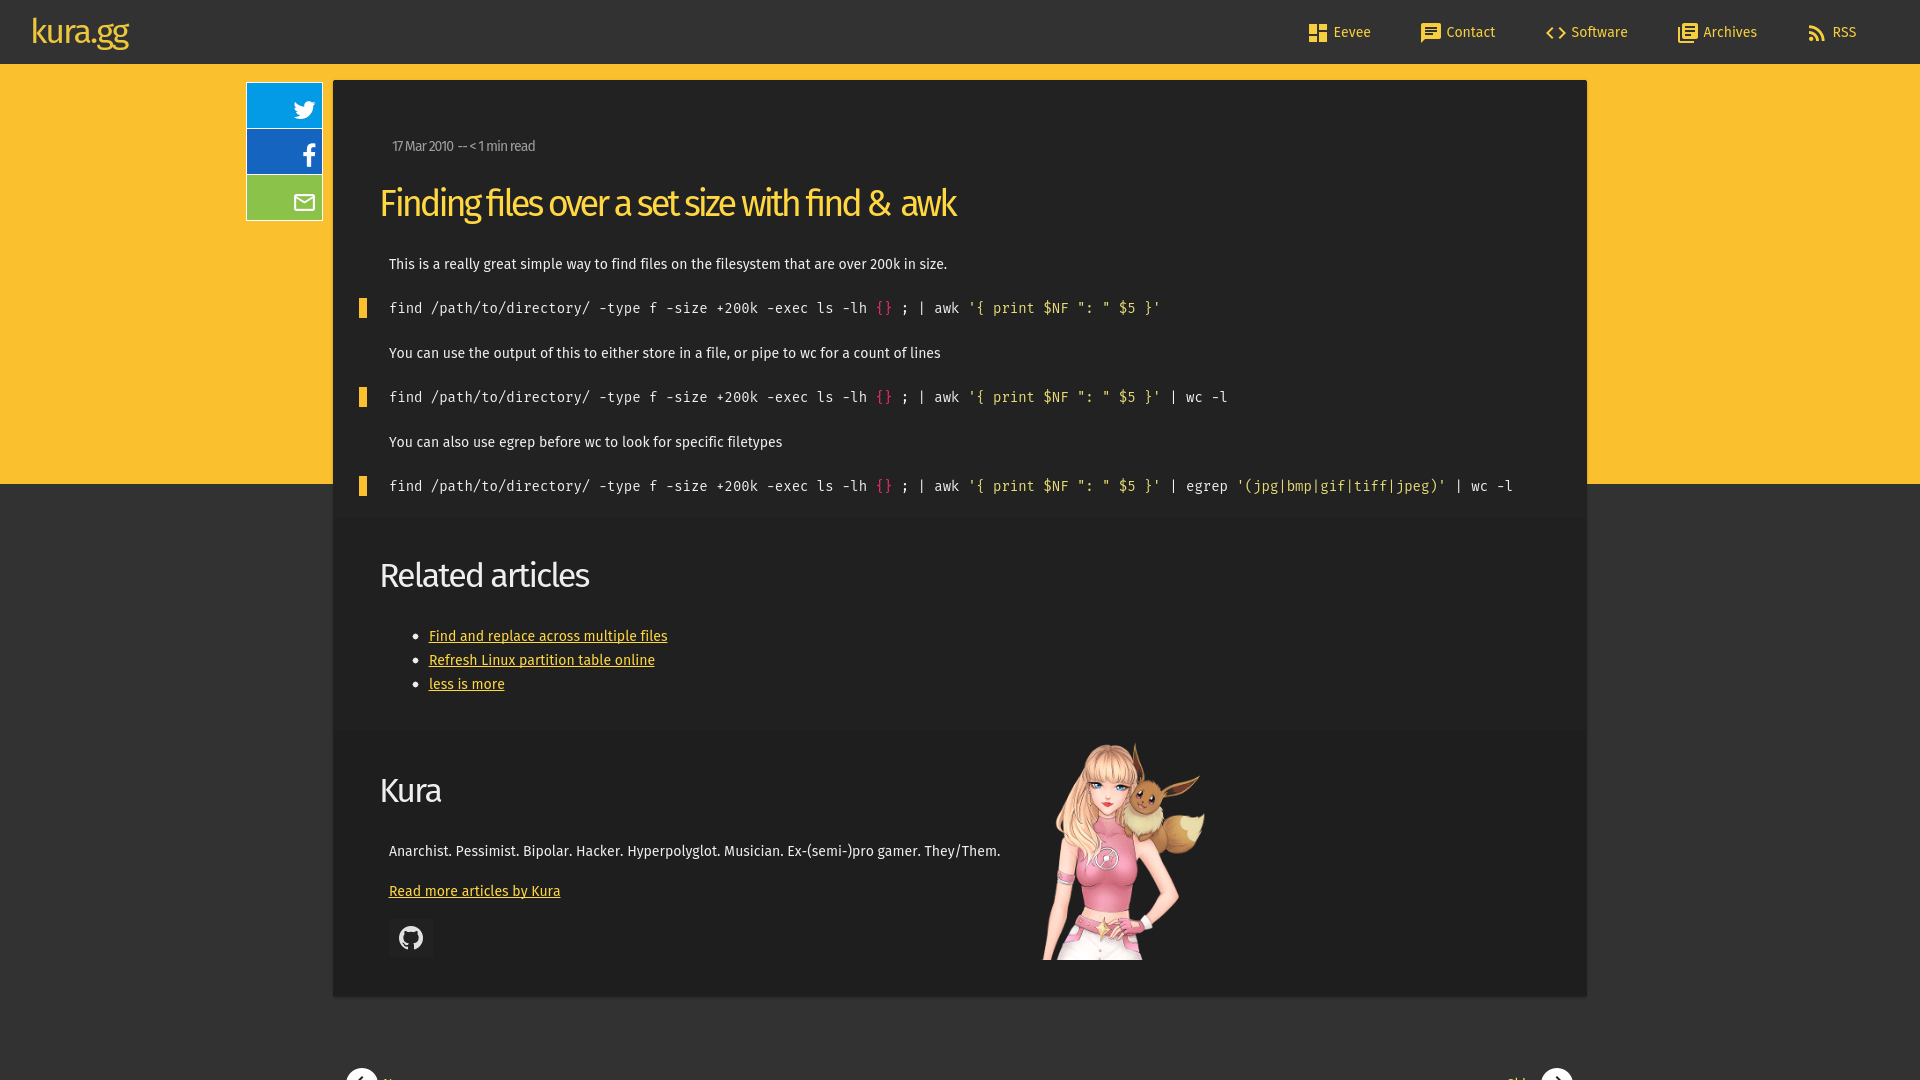 kura.gg
Eevee
Contact
Software
Archives
RSS
17 Mar 2010 -- < 1 min read
Finding files over a set size with find & awk
This is a really great simple way to find files on the filesystem that are over 200k in size.
find /path/to/directory/ -type f -size +200k -exec ls -lh {} ; | awk '{ print $NF ": " $5 }'
You can use the output of this to either store in a file, or pipe to wc for a count of lines
find /path/to/directory/ -type f -size +200k -exec ls -lh {} ; | awk '{ print $NF ": " $5 }' | wc -l
You can also use egrep before wc to look for specific filetypes
find /path/to/directory/ -type f -size +200k -exec ls -lh {} ; | awk '{ print $NF ": " $5 }' | egrep '(jpg|bmp|gif|tiff|jpeg)' | wc -l
Related articles
Find and replace across multiple files
Refresh Linux partition table online
less is more
Kura
Anarchist. Pessimist. Bipolar. Hacker. Hyperpolyglot. Musician. Ex-(semi-)pro gamer. They/Them.
Read more articles by Kura